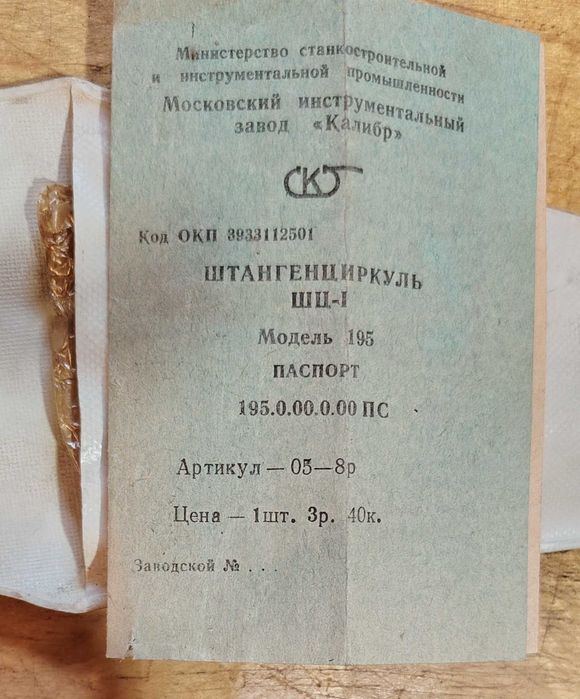 Министерство станкостроительной
и инструментальной промышленности
Московский инструментальный
завод «Калибр»
Код ОКП 3933112501
ШТАНГЕНЦИРКУЛЬ
ШЦ-I
Модель 195
ПАСПОРТ
195.0.00.0.00 ПС
Артикул — 05—8р
Цена — 1шт. 3р. 40к.
Заводской № . . .